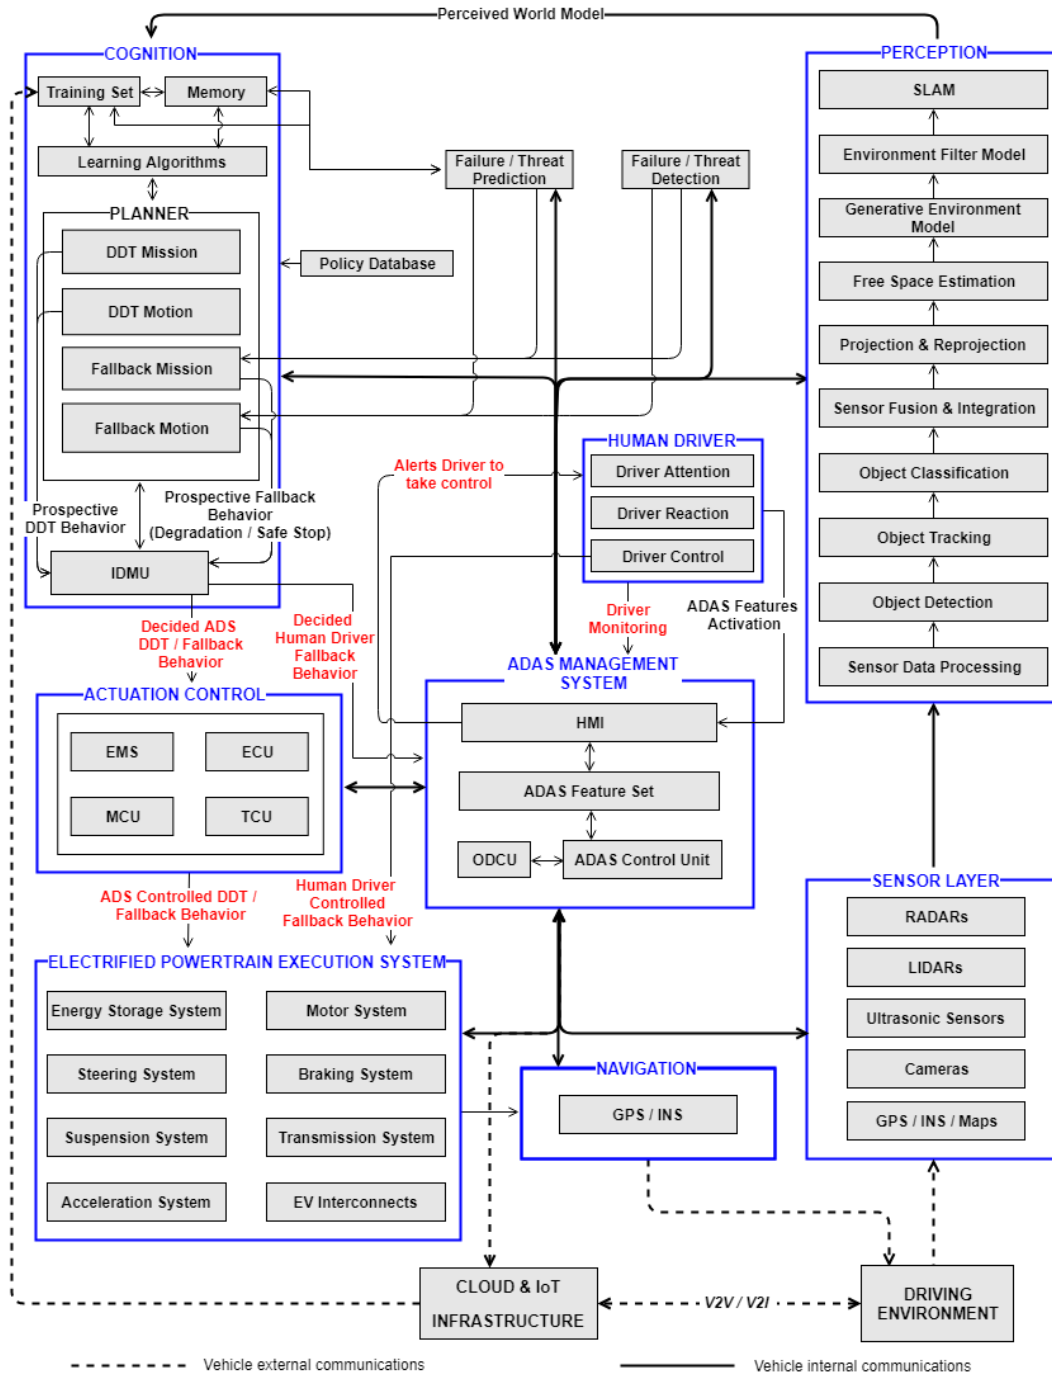 Perceived World Model
COGNITION
Training Set
Memory
Learning Algorithms
PLANNER
DDT Mission
DDT Motion
Fallback Mission
Fallback Motion
Prospective
DDT Behavior
Prospective Fallback
Behavior
(Degradation / Safe Stop)
IDMU
Failure / Threat
Prediction
Failure / Threat
Detection
Policy Database
PERCEPTION
SLAM
Environment Filter Model
Generative Environment
Model
Free Space Estimation
Projection & Reprojection
Sensor Fusion & Integration
Object Classification
Object Tracking
Object Detection
Sensor Data Processing
HUMAN DRIVER
Driver Attention
Driver Reaction
Driver Control
Alerts Driver to
take control
Driver
Monitoring
ADAS Features
Activation
Decided ADS
DDT / Fallback
Behavior
Decided
Human Driver
Fallback
Behavior
ADAS MANAGEMENT
SYSTEM
HMI
ADAS Feature Set
ODCU
ADAS Control Unit
ACTUATION CONTROL
EMS
ECU
MCU
TCU
ADS Controlled DDT /
Fallback Behavior
Human Driver
Controlled
Fallback Behavior
SENSOR LAYER
RADARs
LIDARs
Ultrasonic Sensors
Cameras
GPS / INS / Maps
ELECTRIFIED POWERTRAIN EXECUTION SYSTEM
Energy Storage System
Motor System
Steering System
Braking System
Suspension System
Transmission System
Acceleration System
EV Interconnects
NAVIGATION
GPS / INS
CLOUD & IoT
INFRASTRUCTURE
V2V / V2I
DRIVING
ENVIRONMENT
Vehicle external communications
Vehicle internal communications